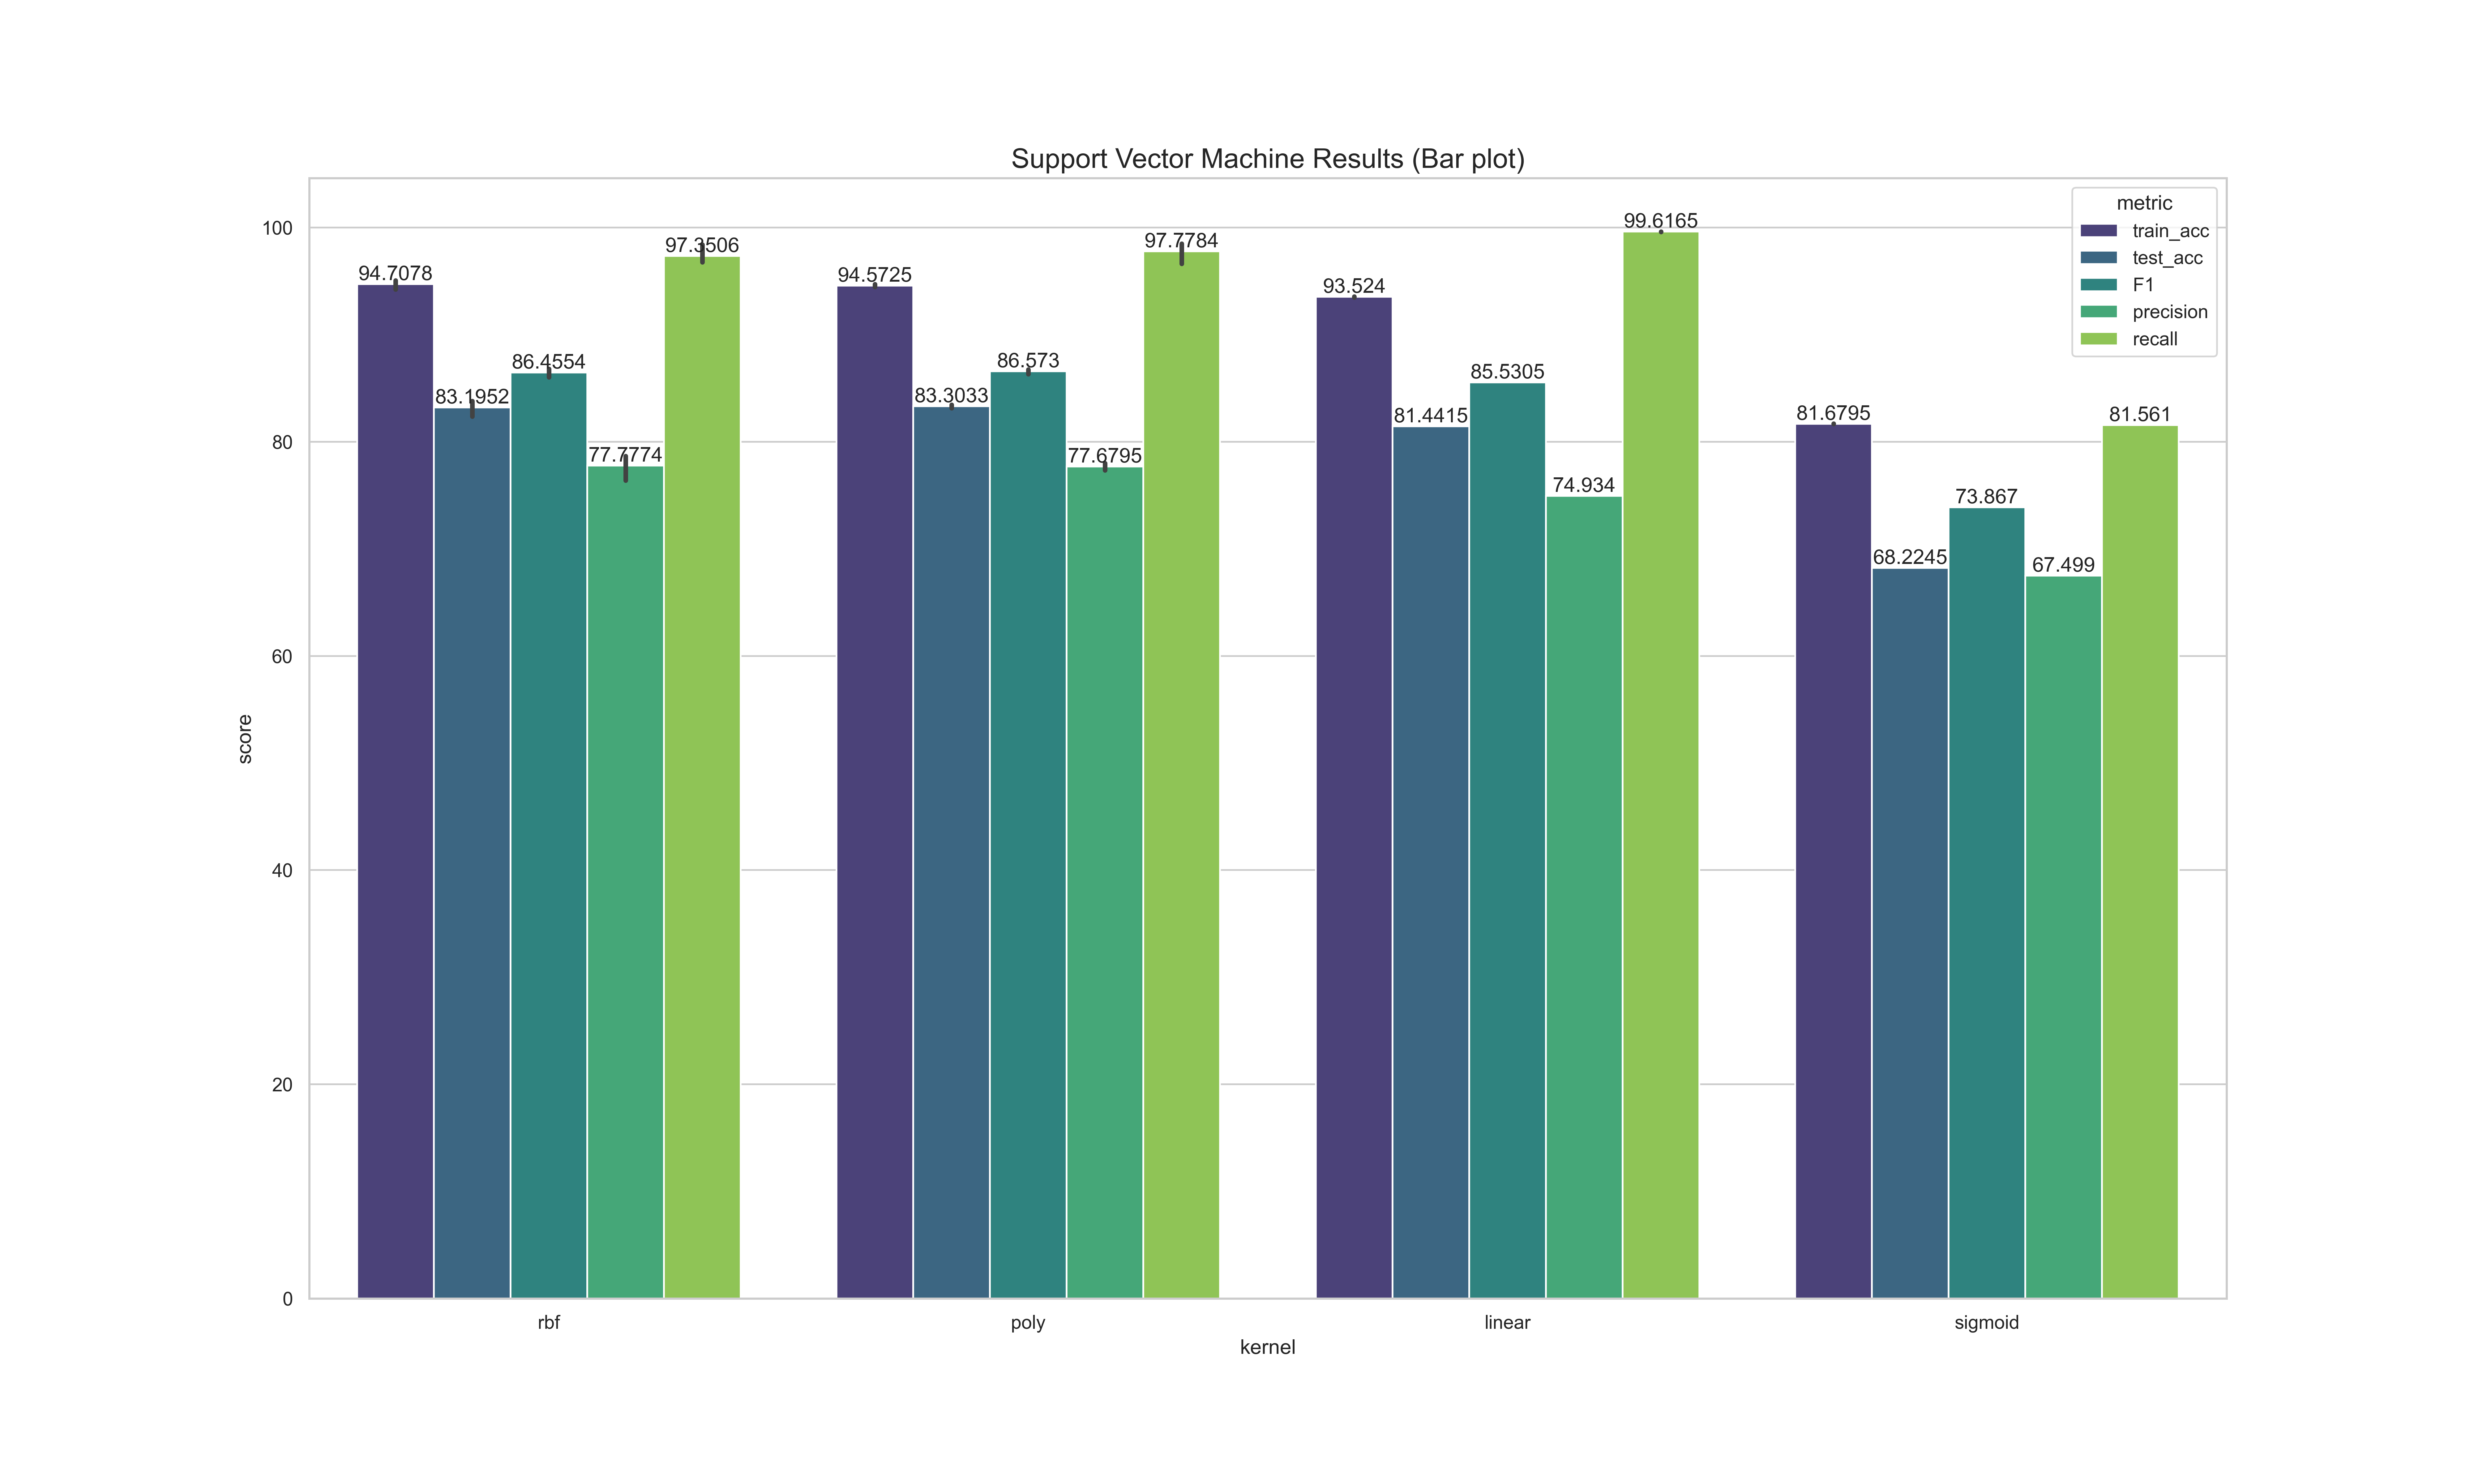 Support Vector Machine Results (Bar plot)
metric
train_acc
test_acc
F1
precision
recall
score
100
80
60
40
20
0
94.7078
83.1952
86.4554
77.7774
97.3506
94.5725
83.3033
86.573
77.6795
97.7784
93.524
81.4415
85.5305
74.934
99.6165
81.6795
68.2245
73.867
67.499
81.561
rbf
poly
linear
sigmoid
kernel